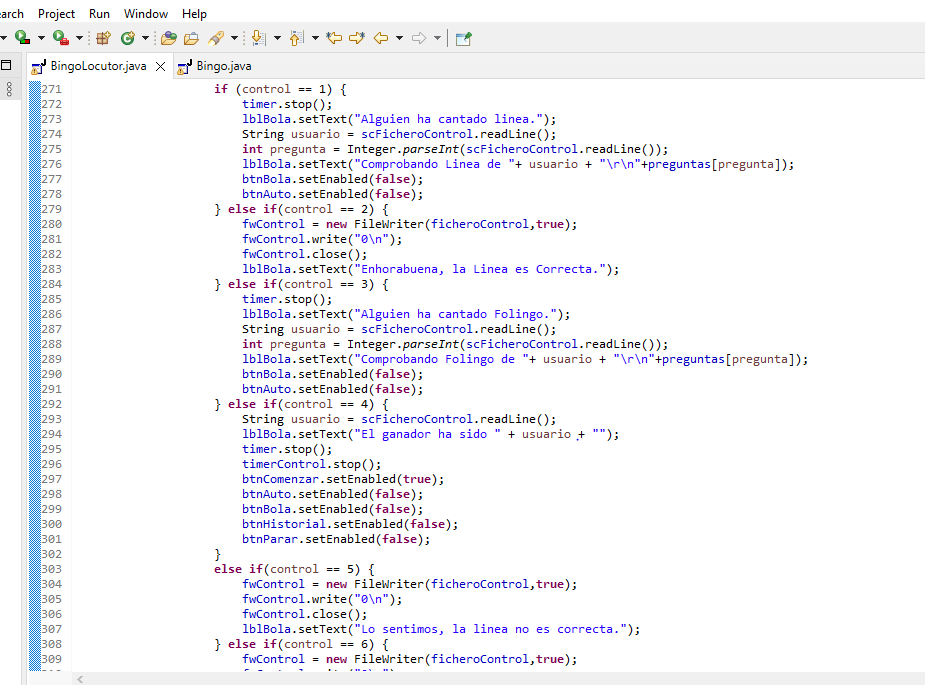 earch Project Run Window Help
BingoLocutor.java Bingo.java
271 if (control == 1) {
272 timer.stop();
273 lblBola.setText("Alguien ha cantado linea.");
274 String usuario = scFicheroControl.readLine();
275 int pregunta = Integer.parseInt(scFicheroControl.readLine());
276 lblBola.setText("Comprobando Linea de "+ usuario + "\r\n"+preguntas[pregunta]);
277 btnBola.setEnabled(false);
278 btnAuto.setEnabled(false);
279 } else if(control == 2) {
280 fwControl = new FileWriter(ficheroControl,true);
281 fwControl.write("0\n");
282 fwControl.close();
283 lblBola.setText("Enhorabuena, la Linea es Correcta.");
284 } else if(control == 3) {
285 timer.stop();
286 lblBola.setText("Alguien ha cantado Folingo.");
287 String usuario = scFicheroControl.readLine();
288 int pregunta = Integer.parseInt(scFicheroControl.readLine());
289 lblBola.setText("Comprobando Folingo de "+ usuario + "\r\n"+preguntas[pregunta]);
290 btnBola.setEnabled(false);
291 btnAuto.setEnabled(false);
292 } else if(control == 4) {
293 String usuario = scFicheroControl.readLine();
294 lblBola.setText("El ganador ha sido " + usuario + "");
295 timer.stop();
296 timerControl.stop();
297 btnComenzar.setEnabled(true);
298 btnAuto.setEnabled(false);
299 btnBola.setEnabled(false);
300 btnHistorial.setEnabled(false);
301 btnParar.setEnabled(false);
302 }
303 else if(control == 5) {
304 fwControl = new FileWriter(ficheroControl,true);
305 fwControl.write("0\n");
306 fwControl.close();
307 lblBola.setText("Lo sentimos, la linea no es correcta.");
308 } else if(control == 6) {
309 fwControl = new FileWriter(ficheroControl,true);